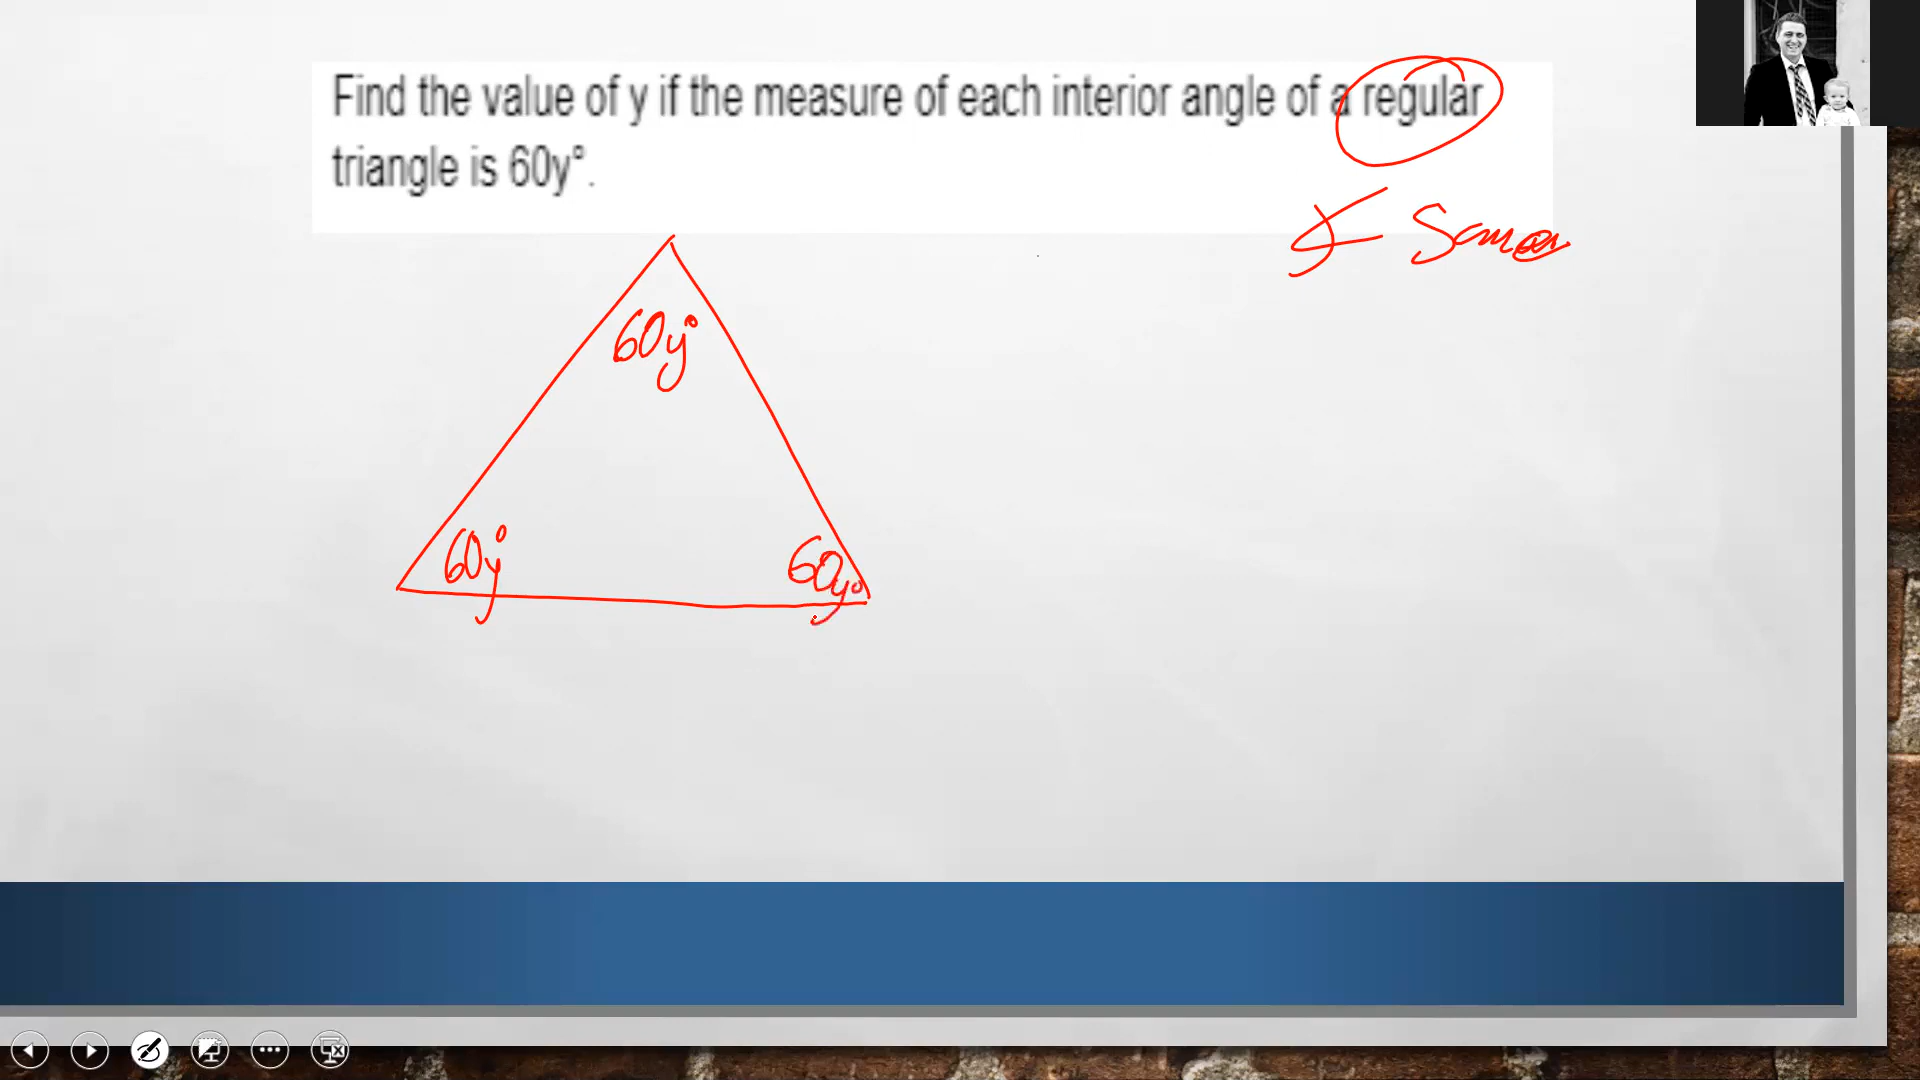 Find the value of y if the measure of each interior angle of a regular
triangle is 60y°.
60y°
60y°
60y°